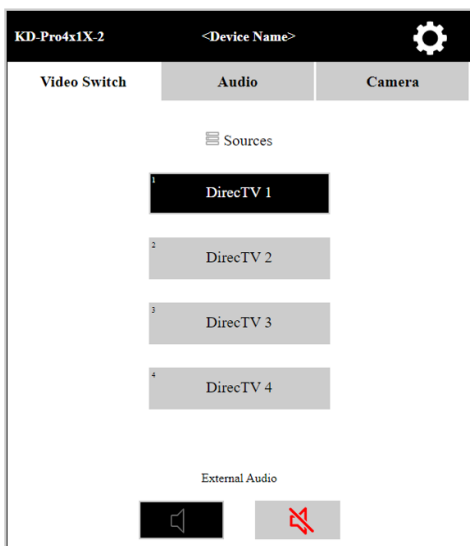 KD-Pro4x1X-2 <Device Name>
Video Switch Audio Camera
Sources
1 DirecTV 1
2 DirecTV 2
3 DirecTV 3
4 DirecTV 4
External Audio